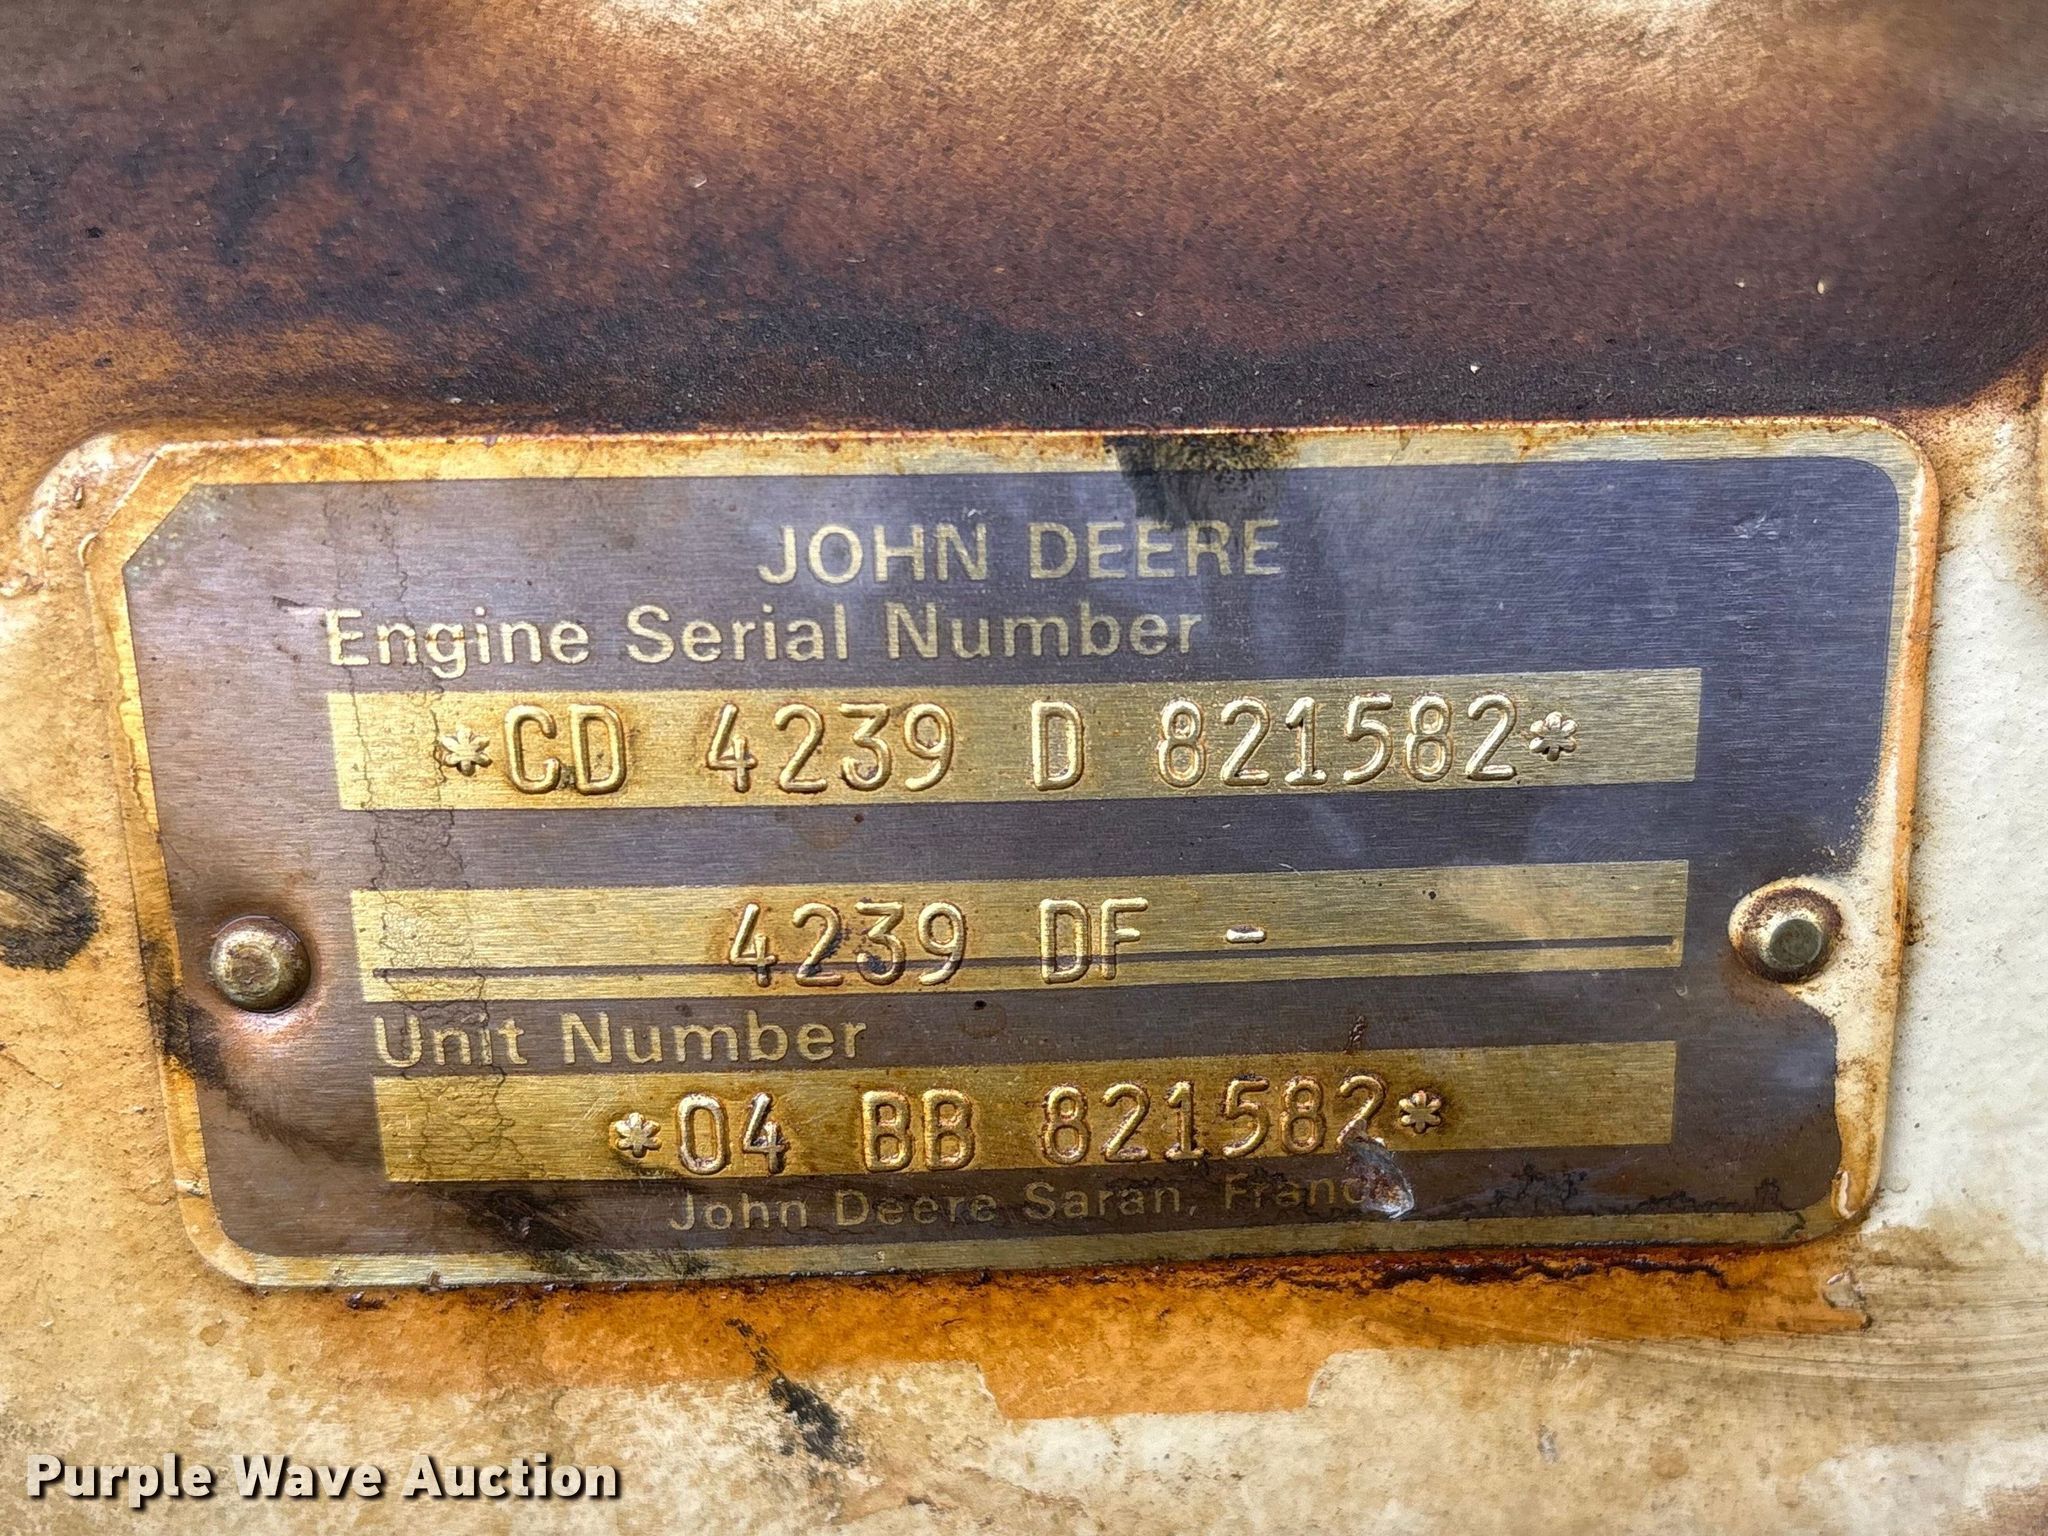 JOHN DEERE
Engine Serial Number
*CD 4239 D 821582*
4239 DF -
Unit Number
*04 BB 821582*
John Deere Saran, France
Purple Wave Auction